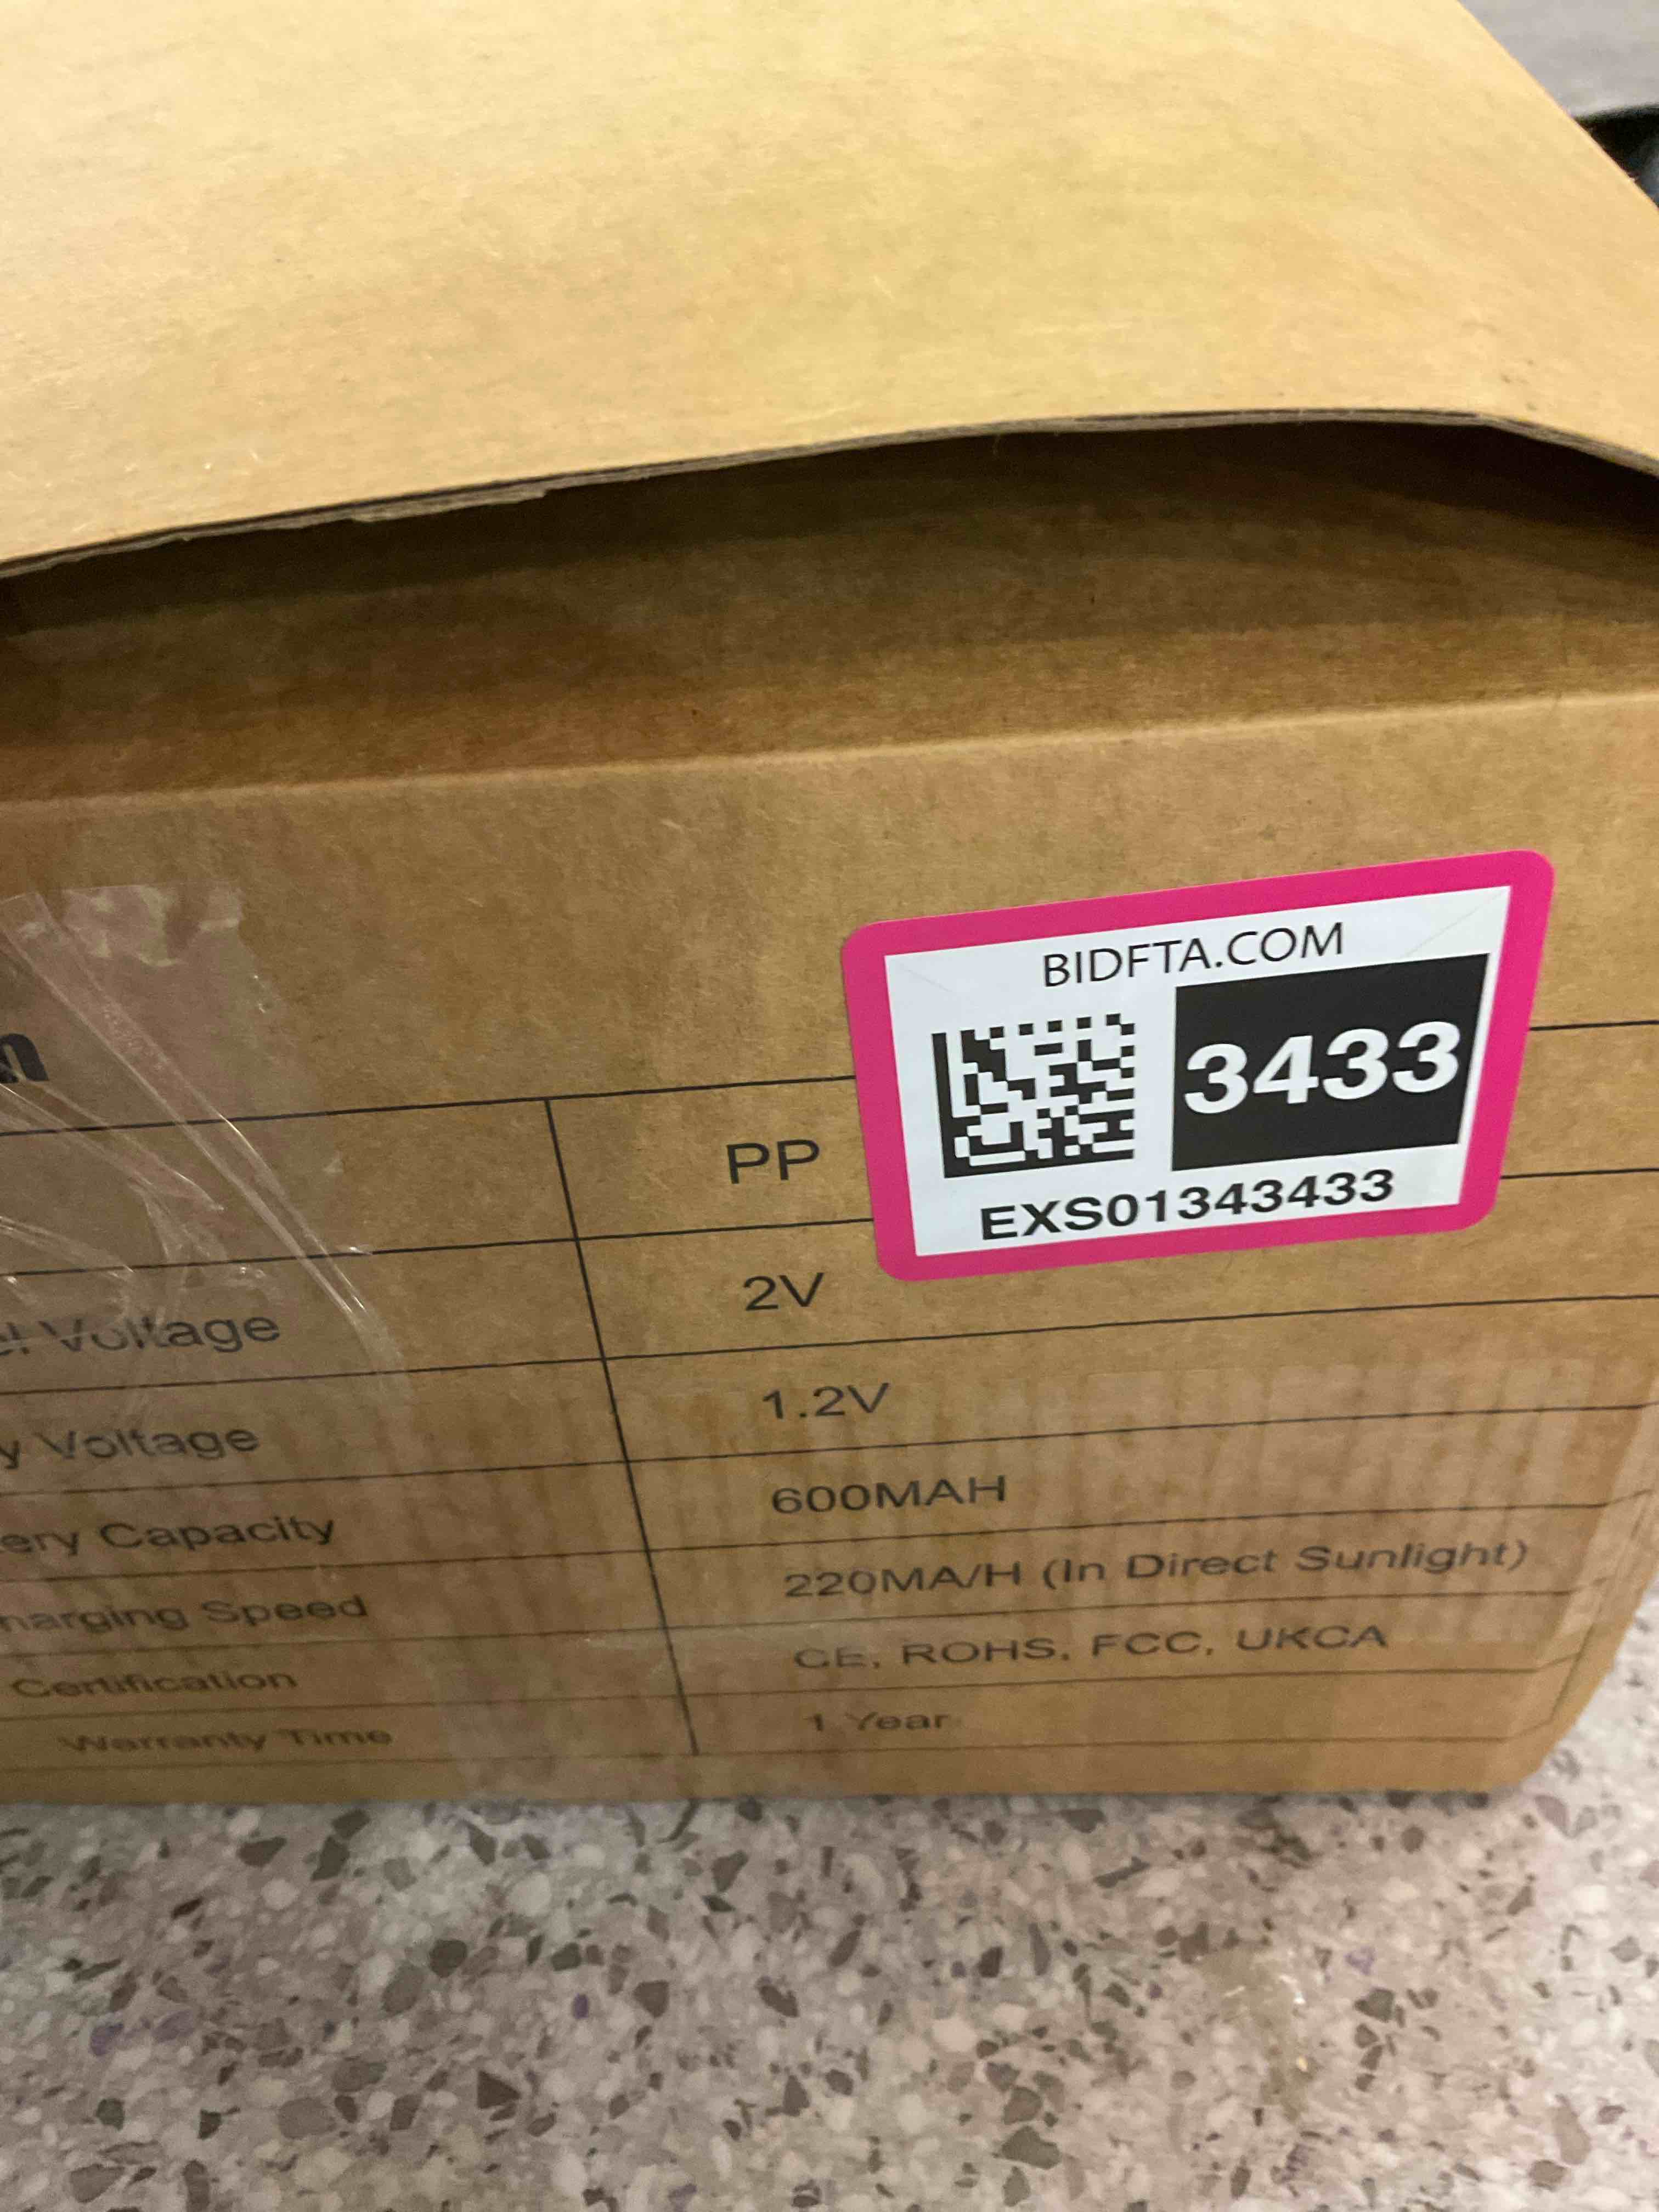 BIDFTA.COM
3433
EXS01343433
PP
Voltage 2V
Voltage 1.2V
Capacity 600MAH
Speed 220MA/H (In Direct Sunlight)
Certification CE, ROHS, FCC, UKCA
Warranty Time 1 Year